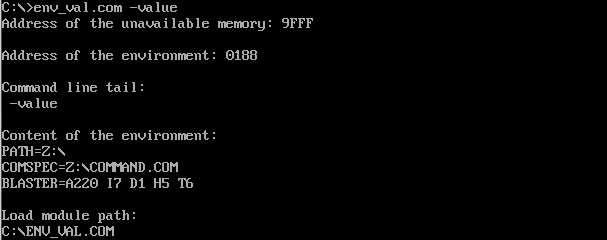 C:\>env_val.com -value
Address of the unavailable memory: 9FFF
Address of the environment: 0188
Command line tail:
-value
Content of the environment:
PATH=Z:\
COMSPEC=Z:\COMMAND.COM
BLASTER=A220 I7 D1 H5 T6
Load module path:
C:\ENV_VAL.COM